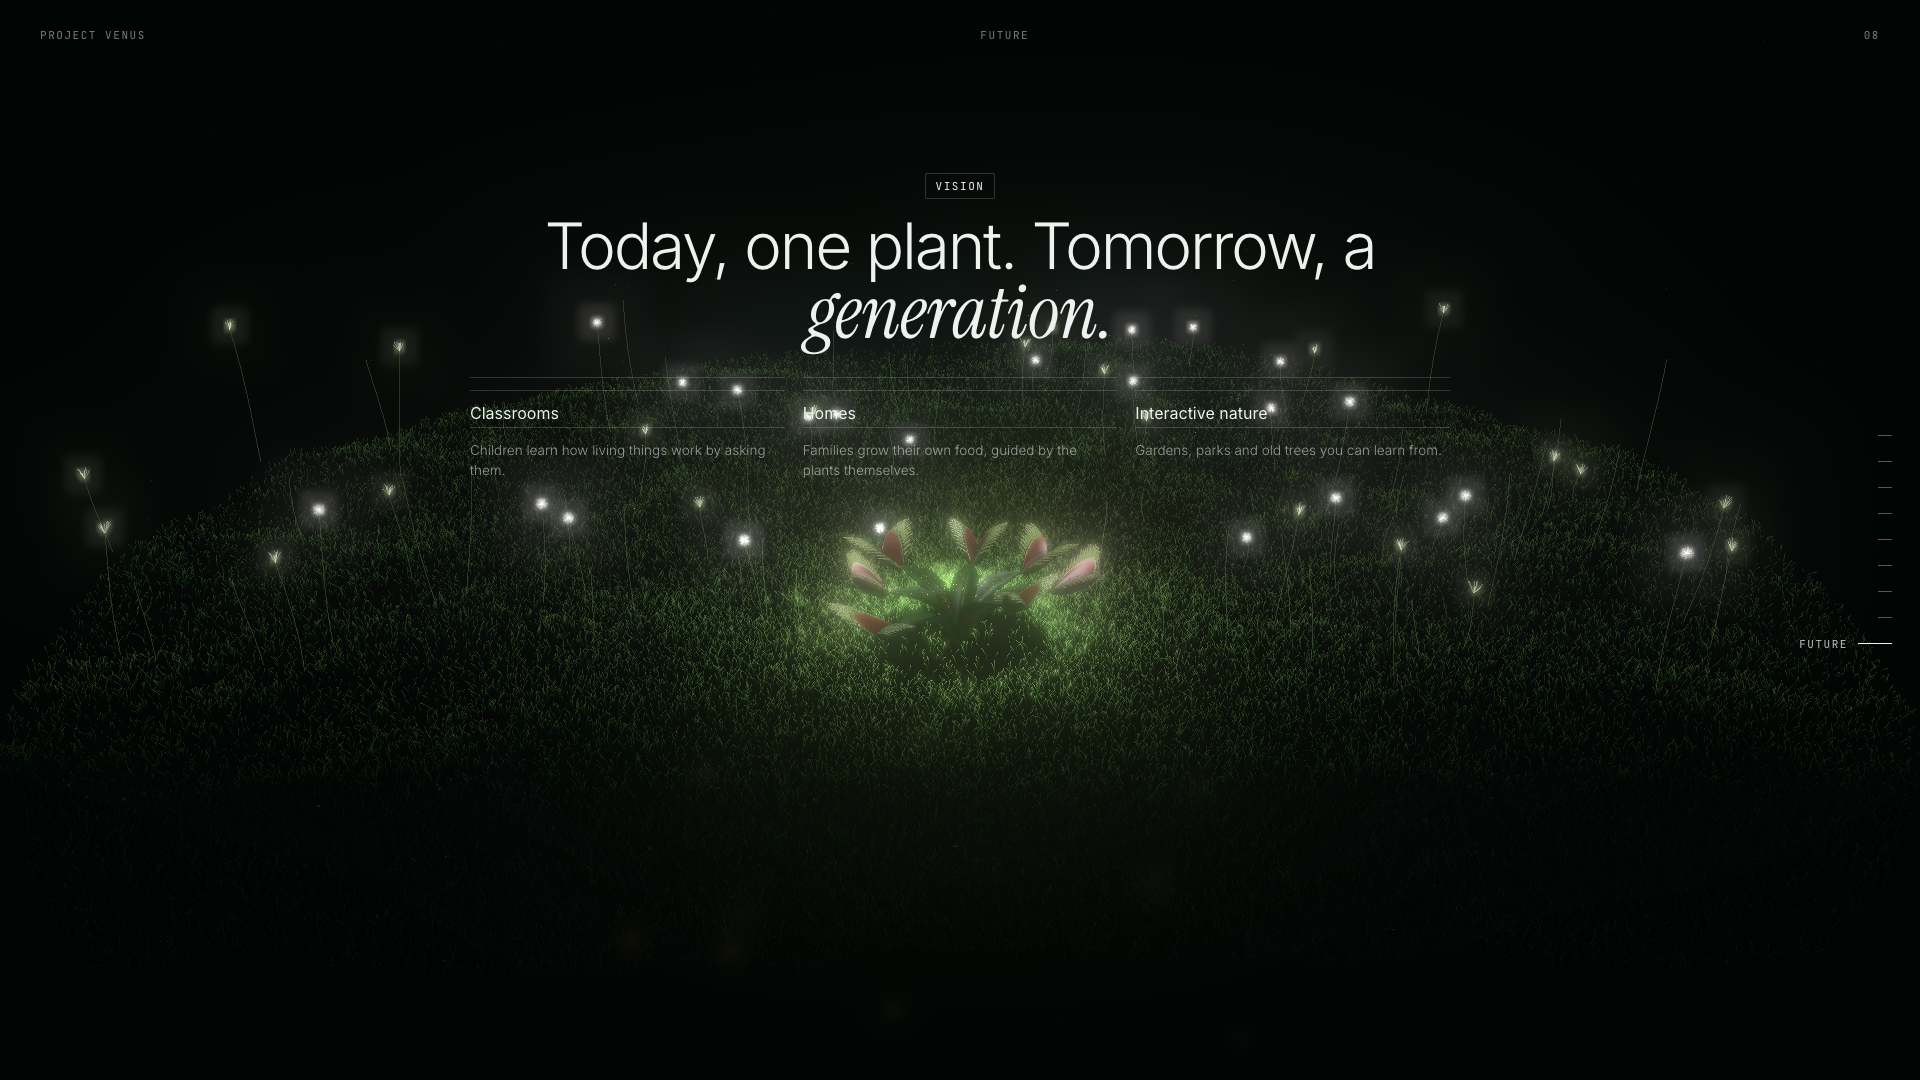 PROJECT VENUS
FUTURE
08
VISION
Today, one plant. Tomorrow, a
generation.
Classrooms
Children learn how living things work by asking
them.
Homes
Families grow their own food, guided by the
plants themselves.
Interactive nature
Gardens, parks and old trees you can learn from.
FUTURE